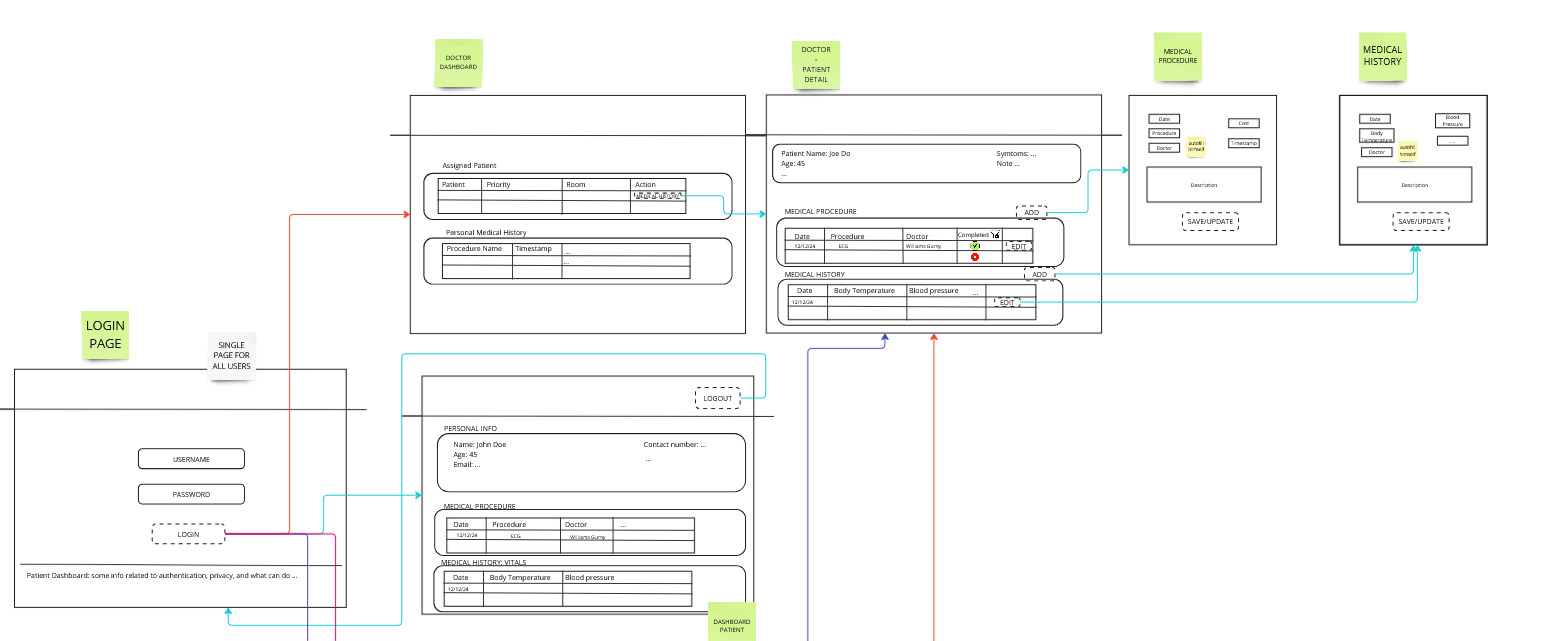 DOCTOR
DASHBOARD
Assigned Patient
Patient Priority Room Action
MEDICAL HISTORY
Personal Medical History
Procedure Name Timestamp ...
...
DOCTOR
-
PATIENT
DETAIL
Patient Name: Joe Do
Age: 45
...
Symtoms: ...
Note ...
MEDICAL PROCEDURE
ADD
Date Procedure Doctor Completed
12/12/24 ECG Williams Gurny EDIT
MEDICAL HISTORY
ADD
Date Body Temperature Blood pressure ...
12/12/24 EDIT
MEDICAL
PROCEDURE
Date
Procedure
Doctor
autofill
himself
Cost
Timestamp
Description
SAVE/UPDATE
MEDICAL
HISTORY
Date
Body
Temperature
Doctor
autofill
himself
Blood
Pressure
...
Description
SAVE/UPDATE
LOGIN
PAGE
SINGLE
PAGE FOR
ALL USERS
USERNAME
PASSWORD
LOGIN
Patient Dashboard: some info related to authentication, privacy, and what can do ...
LOGOUT
PERSONAL INFO
Name: John Doe
Age: 45
Email: ...
Contact number: ...
...
MEDICAL PROCEDURE
Date Procedure Doctor ...
12/12/24 ECG Williams Gurny
MEDICAL HISTORY: VITALS
Date Body Temperature Blood pressure
12/12/24
DASHBOARD
PATIENT